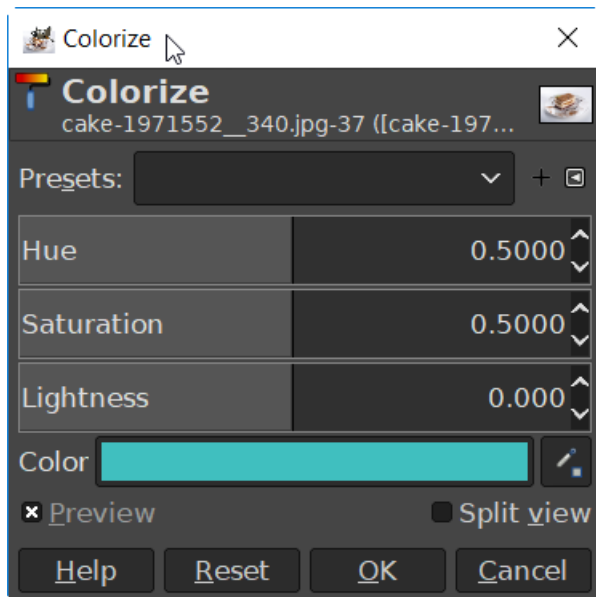 Colorize
Colorize
cake-1971552__340.jpg-37 ([cake-197...
Presets:
Hue 0.5000
Saturation 0.5000
Lightness 0.000
Color
Preview Split view
Help Reset OK Cancel